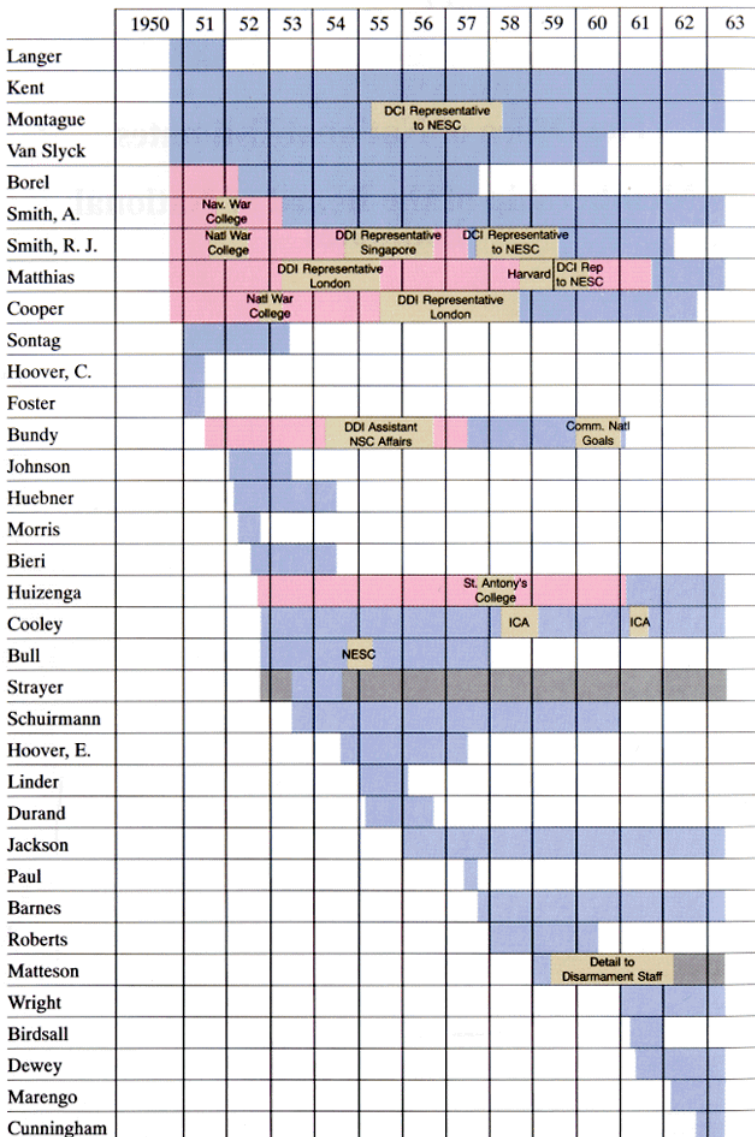 1950 51 52 53 54 55 56 57 58 59 60 61 62 63
Langer
Kent
Montague
DCI Representative
to NESC
Van Slyck
Borel
Smith, A.
Nav. War
College
Smith, R. J.
Natl War
College
DDI Representative
Singapore
DCI Representative
to NESC
Matthias
DDI Representative
London
Harvard
DCI Rep
to NESC
Cooper
Natl War
College
DDI Representative
London
Sontag
Hoover, C.
Foster
Bundy
DDI Assistant
NSC Affairs
Comm. Natl
Goals
Johnson
Huebner
Morris
Bieri
Huizenga
St. Antony's
College
Cooley
ICA
ICA
Bull
NESC
Strayer
Schuirmann
Hoover, E.
Linder
Durand
Jackson
Paul
Barnes
Roberts
Matteson
Detail to
Disarmament Staff
Wright
Birdsall
Dewey
Marengo
Cunningham